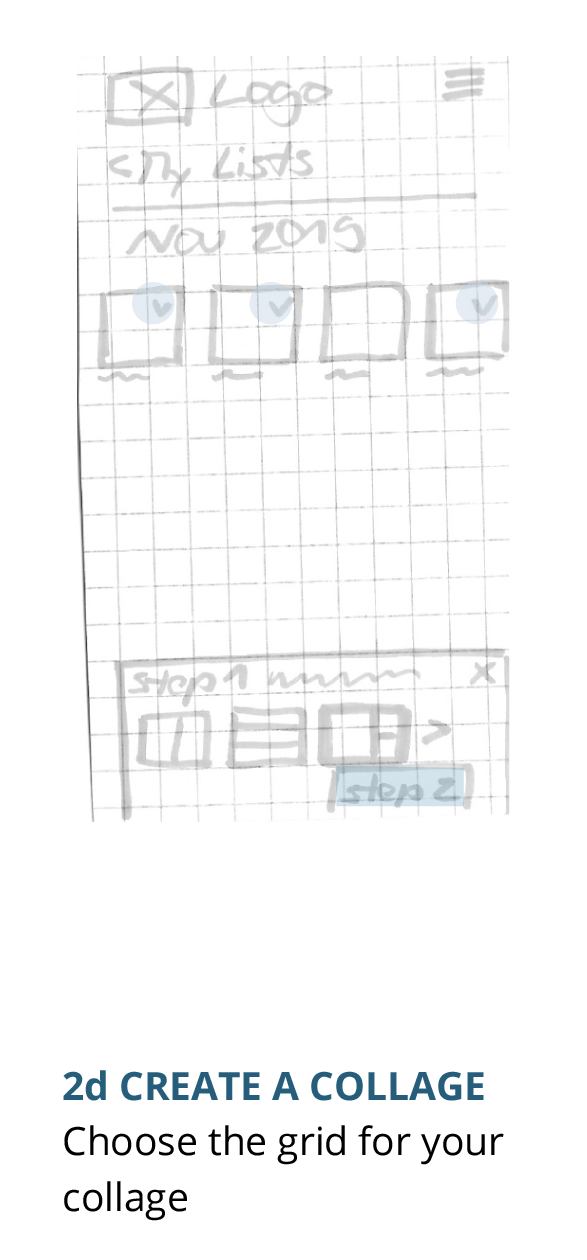 Logo
<My Lists
Nov 2019
step 1
x
>
step 2
2d CREATE A COLLAGE
Choose the grid for your
collage